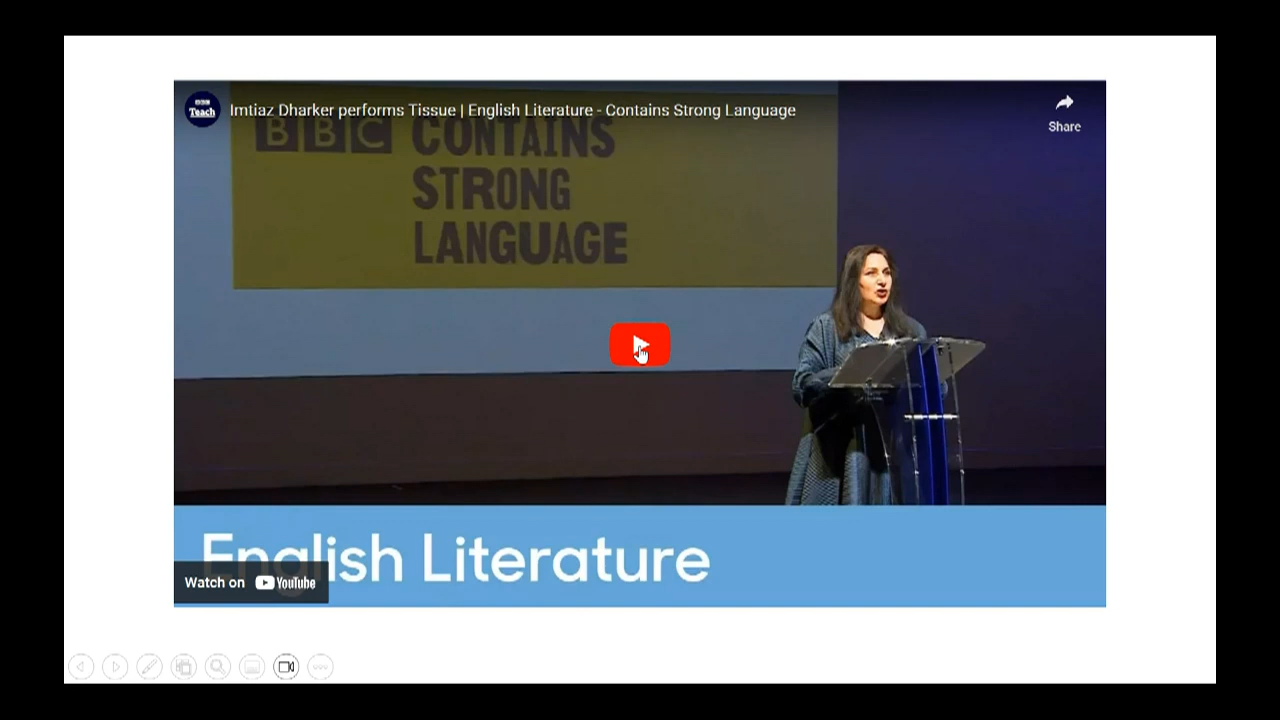 BBC
Teach
Imtiaz Dharker performs Tissue | English Literature - Contains Strong Language
Share
BBC CONTAINS
STRONG
LANGUAGE
English Literature
Watch on YouTube